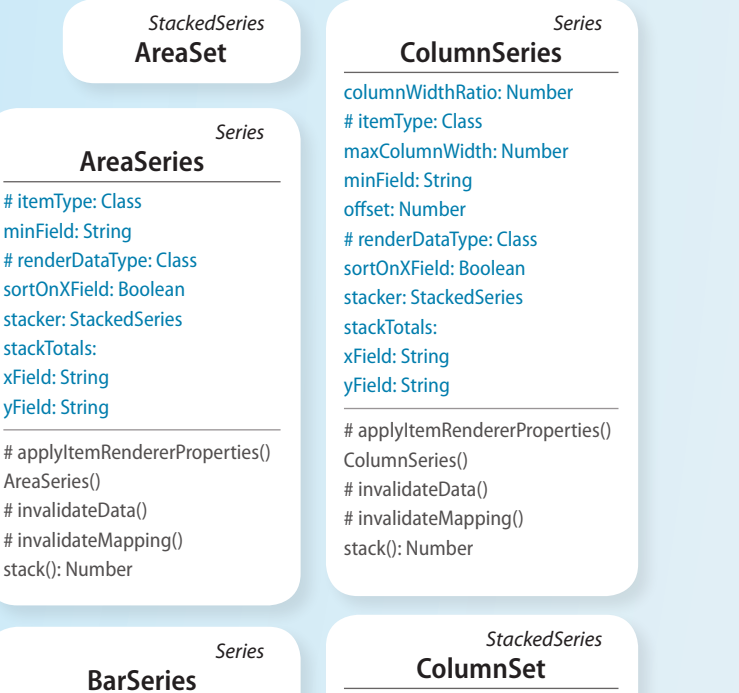 StackedSeries
AreaSet
Series
AreaSeries
# itemType: Class
minField: String
# renderDataType: Class
sortOnXField: Boolean
stacker: StackedSeries
stackTotals:
xField: String
yField: String
# applyItemRendererProperties()
AreaSeries()
# invalidateData()
# invalidateMapping()
stack(): Number
Series
BarSeries
Series
ColumnSeries
columnWidthRatio: Number
# itemType: Class
maxColumnWidth: Number
minField: String
offset: Number
# renderDataType: Class
sortOnXField: Boolean
stacker: StackedSeries
stackTotals:
xField: String
yField: String
# applyItemRendererProperties()
ColumnSeries()
# invalidateData()
# invalidateMapping()
stack(): Number
StackedSeries
ColumnSet